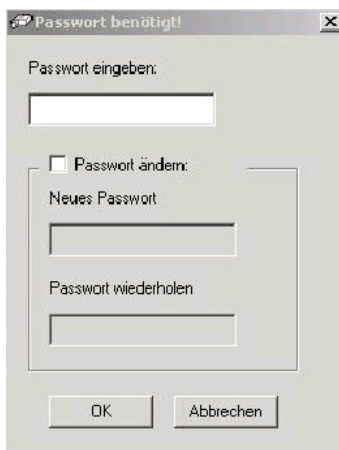 Passwort benötigt!
Passwort eingeben:
Passwort ändern:
Neues Passwort
Passwort wiederholen
OK Abbrechen